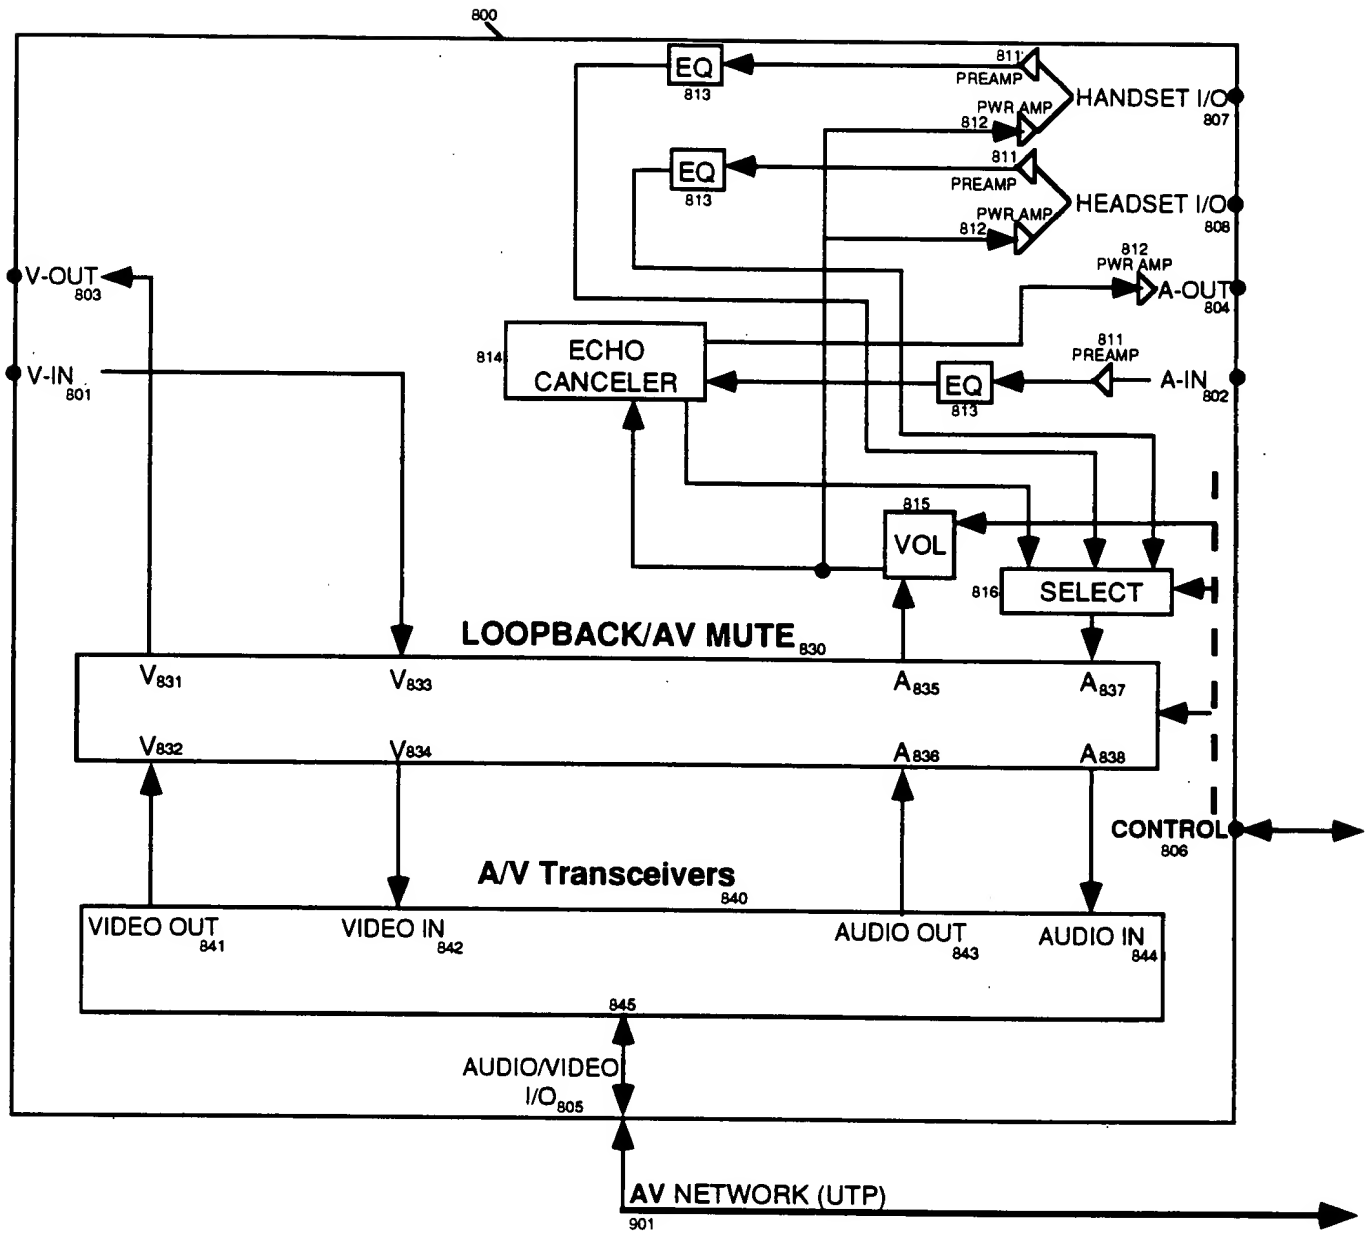 800
EQ
813
811
PREAMP
HANDSET I/O
807
PWR AMP
812
EQ
813
811
PREAMP
HEADSET I/O
808
PWR AMP
812
V-OUT
803
812
PWR AMP
A-OUT
804
814
ECHO
CANCELER
V-IN
801
EQ
813
811
PREAMP
A-IN
802
815
VOL
816
SELECT
LOOPBACK/AV MUTE
830
V831
V833
A835
A837
V832
V834
A836
A838
CONTROL
806
A/V Transceivers
840
VIDEO OUT
841
VIDEO IN
842
AUDIO OUT
843
AUDIO IN
844
845
AUDIO/VIDEO
I/O805
AV NETWORK (UTP)
901